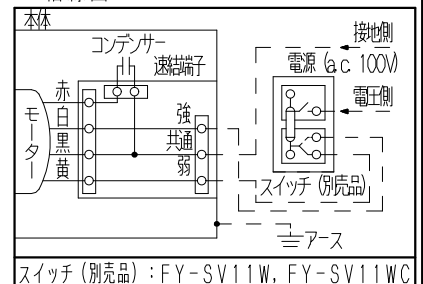 本体
コンデンサー
速結端子
接地側
電源 (a.c. 100V)
電圧側
赤
白
黒
黄
モーター
強
共通
弱
スイッチ (別売品)
アース
スイッチ (別売品) : FY-SV11W, FY-SV11WC